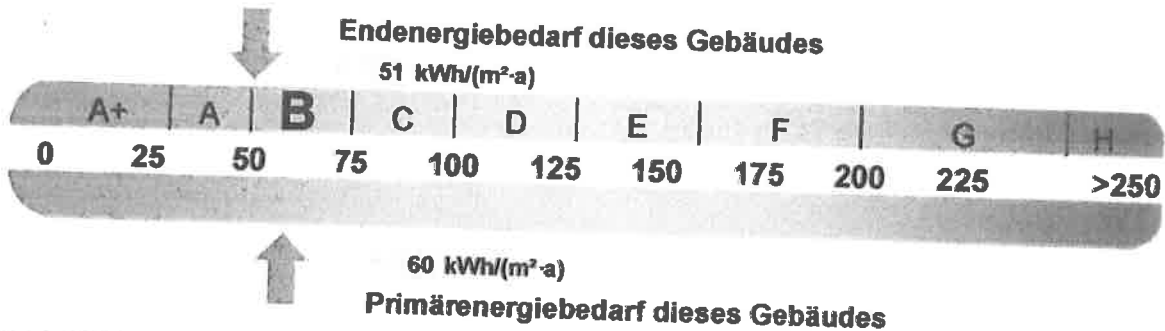 Endenergiebedarf dieses Gebäudes
51 kWh/(m²·a)
A+ A B C D E F G H
0 25 50 75 100 125 150 175 200 225 >250
60 kWh/(m²·a)
Primärenergiebedarf dieses Gebäudes